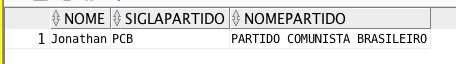 NOME SIGLAPARTIDO NOMEPARTIDO
1 Jonathan PCB PARTIDO COMUNISTA BRASILEIRO